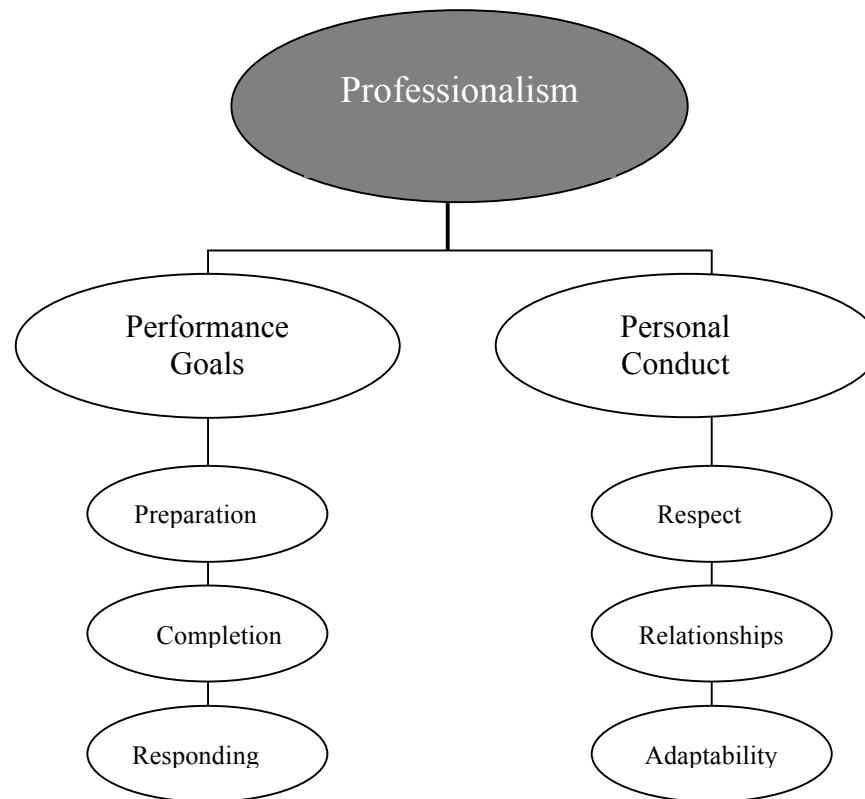 Professionalism
Performance
Goals
Personal
Conduct
Preparation
Respect
Completion
Relationships
Responding
Adaptability